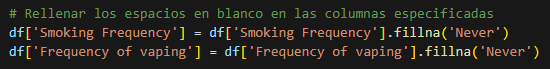 # Rellenar los espacios en blanco en las columnas especificadas
df['Smoking Frequency'] = df['Smoking Frequency'].fillna('Never')
df['Frequency of vaping'] = df['Frequency of vaping'].fillna('Never')